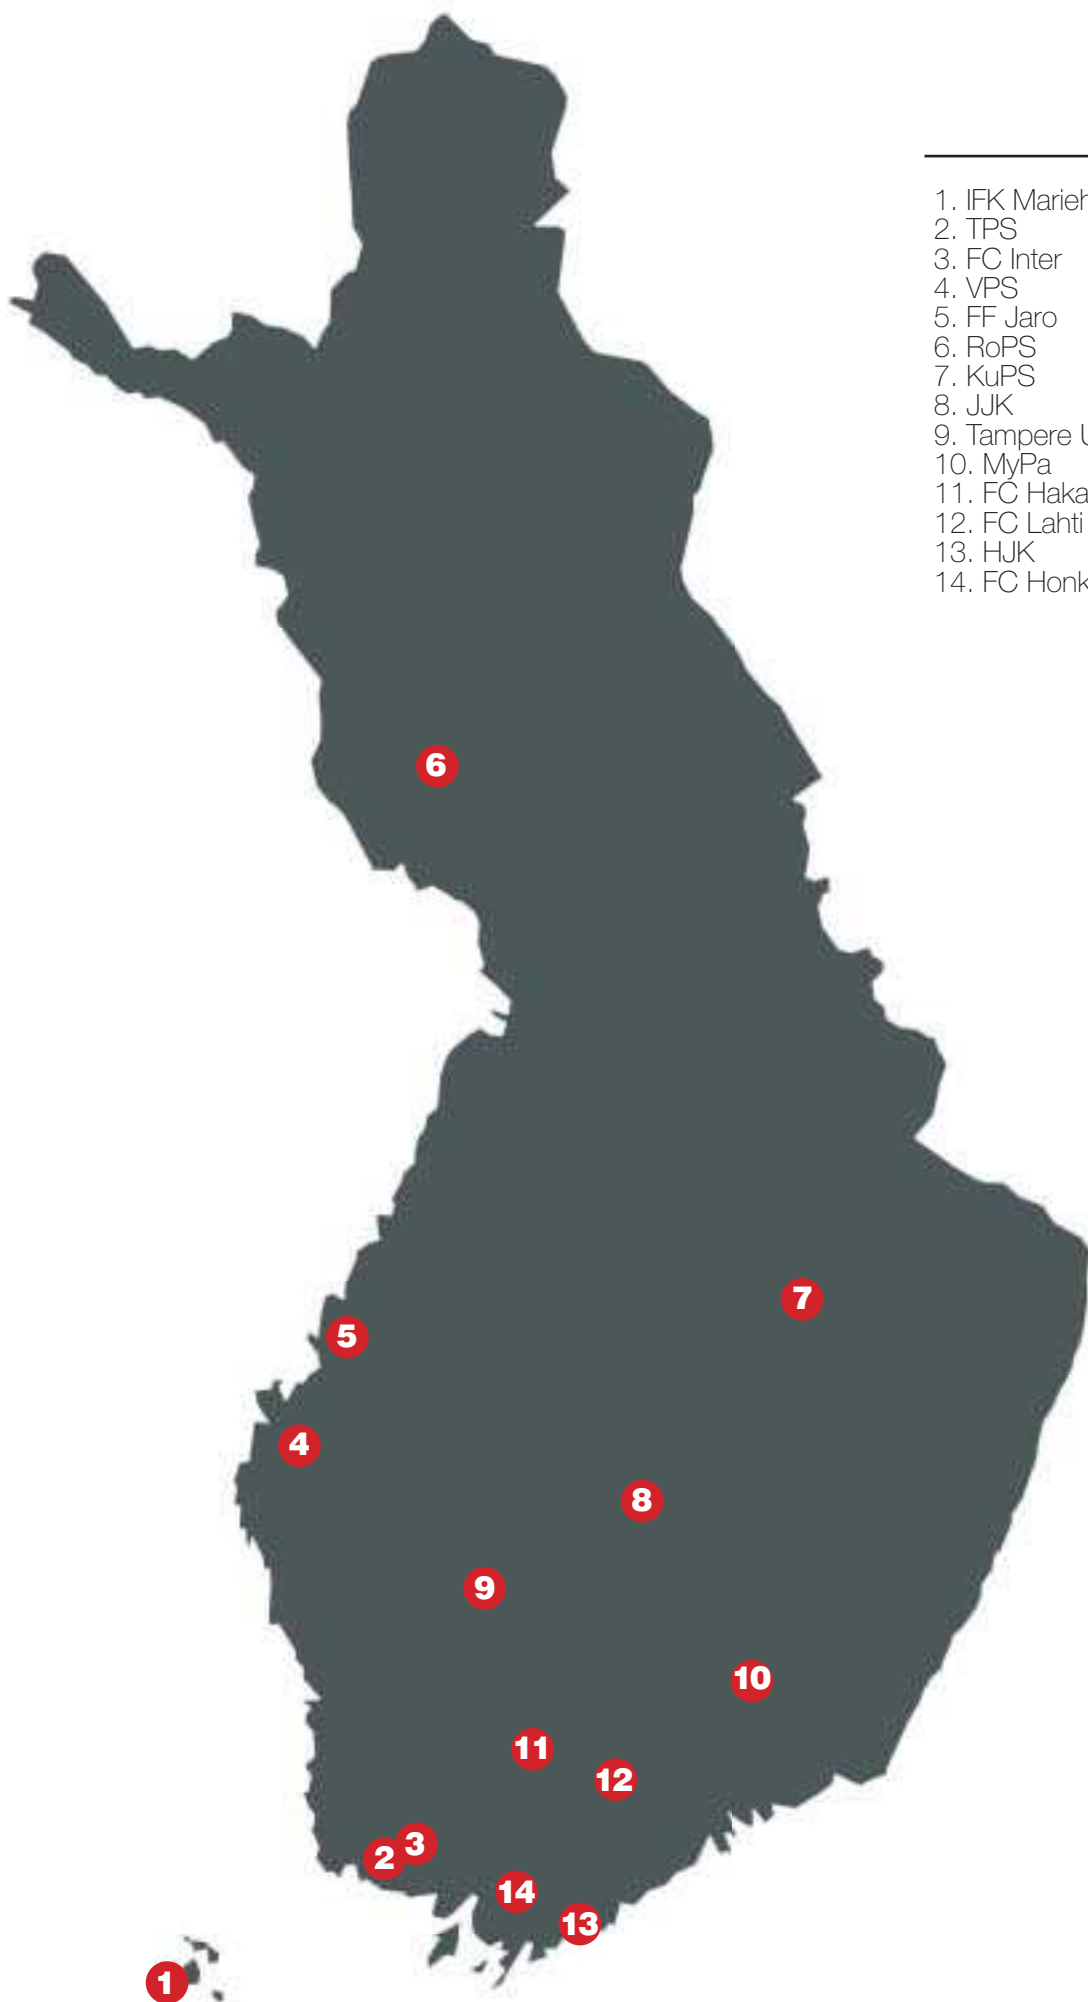 1. IFK Marieh
2. TPS
3. FC Inter
4. VPS
5. FF Jaro
6. RoPS
7. KuPS
8. JJK
9. Tampere U
10. MyPa
11. FC Haka
12. FC Lahti
13. HJK
14. FC Honk
6
7
5
4
8
9
10
11
12
3
2
14
13
1